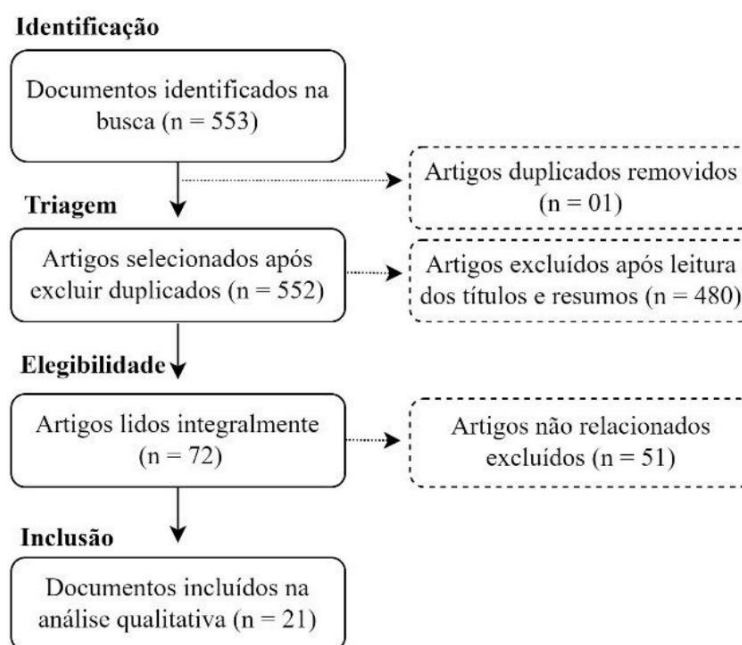 Identificação
Documentos identificados na
busca (n = 553)
Artigos duplicados removidos
(n = 01)
Triagem
Artigos selecionados após
excluir duplicados (n = 552)
Artigos excluídos após leitura
dos títulos e resumos (n = 480)
Elegibilidade
Artigos lidos integralmente
(n = 72)
Artigos não relacionados
excluídos (n = 51)
Inclusão
Documentos incluídos na
análise qualitativa (n = 21)